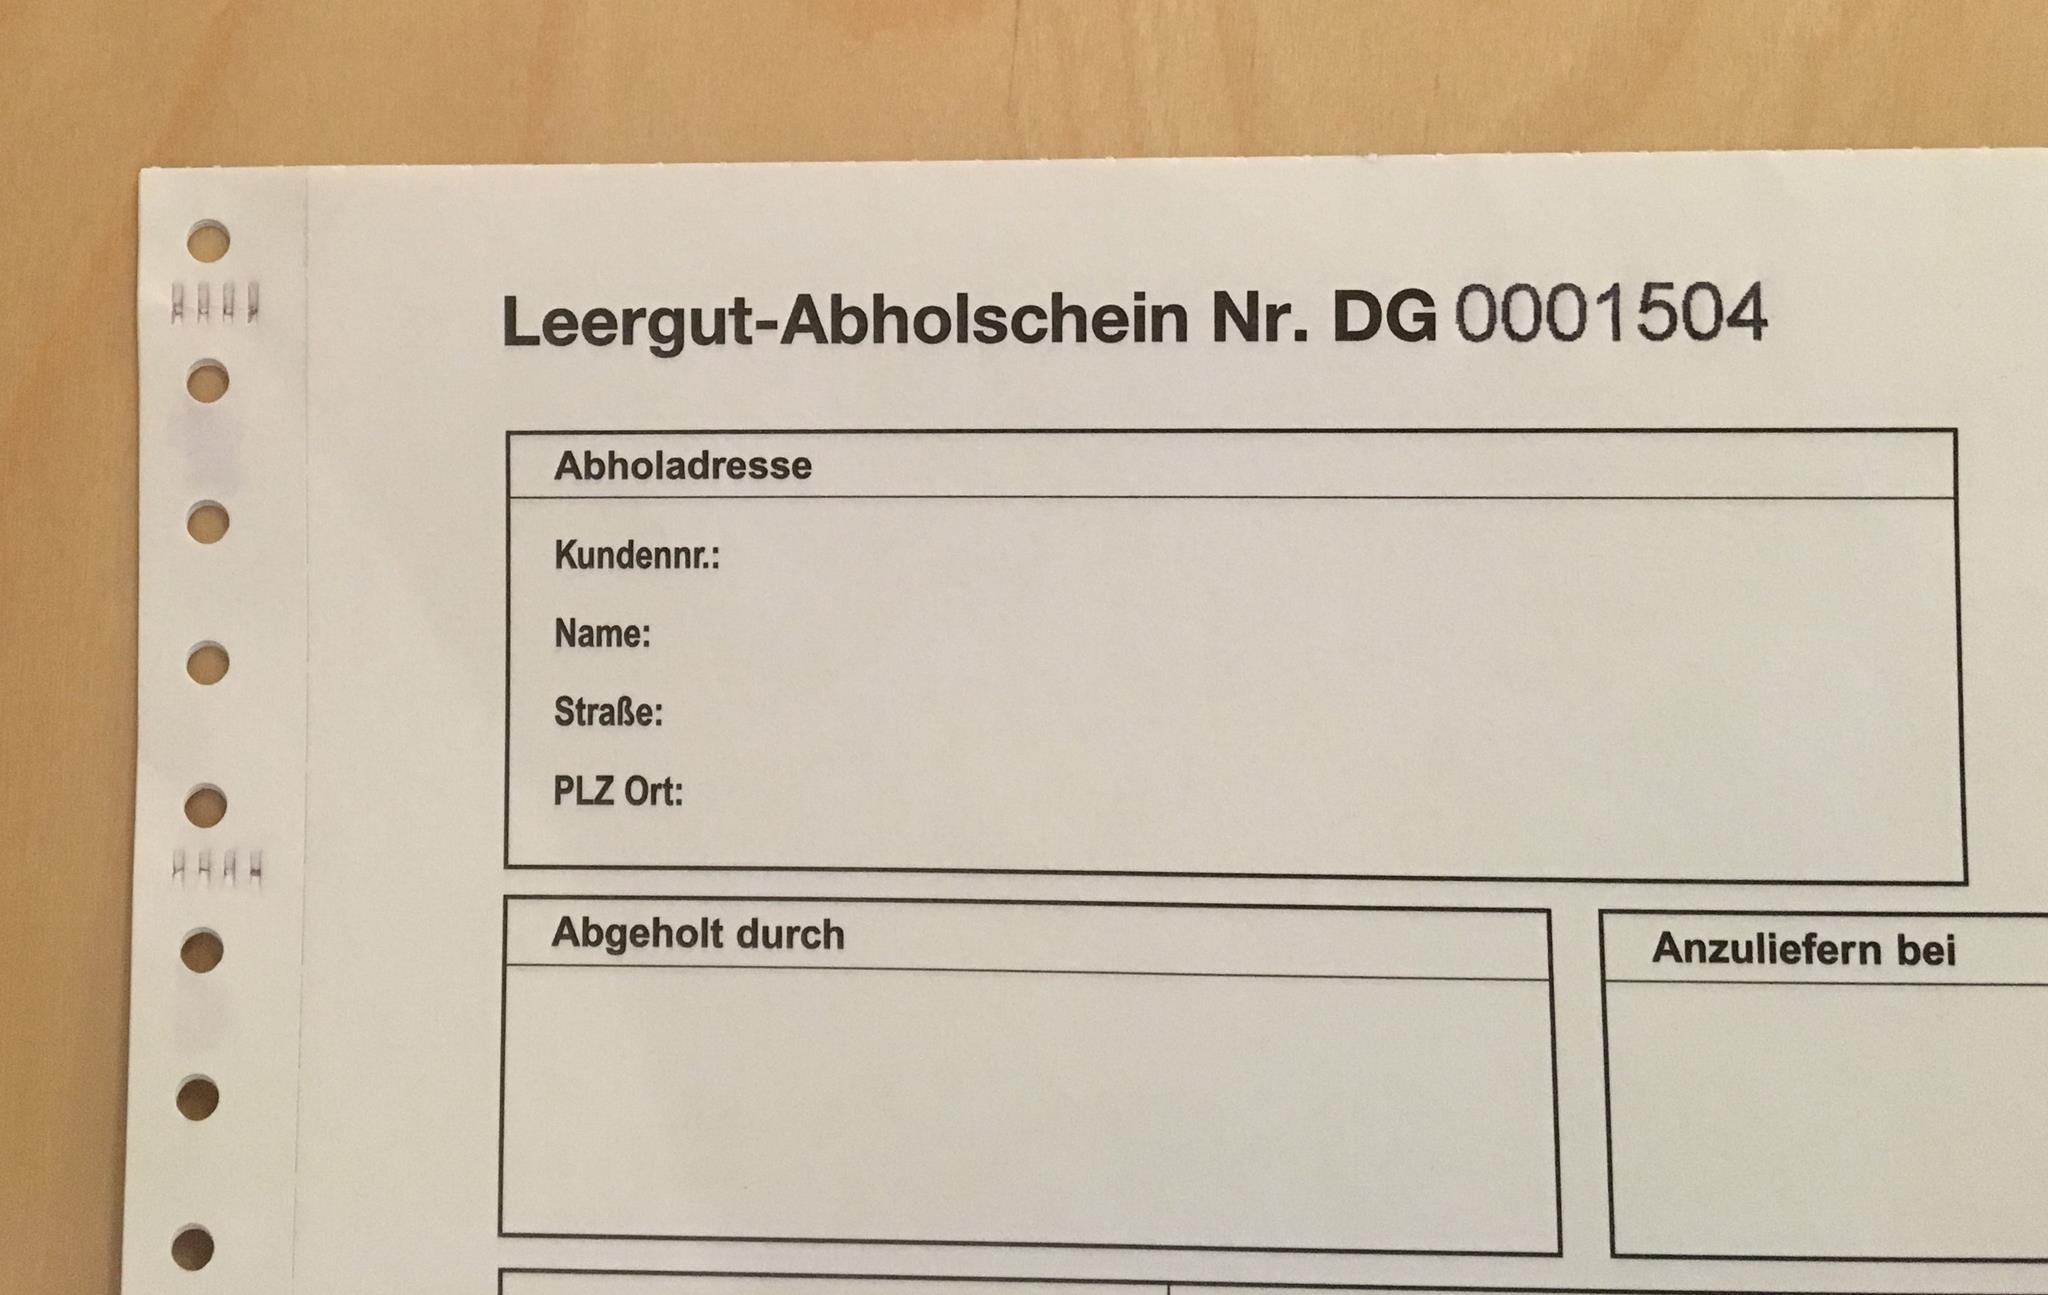 Leergut-Abholschein Nr. DG 0001504
Abholadresse
Kundennr.:
Name:
Straße:
PLZ Ort:
Abgeholt durch
Anzuliefern bei